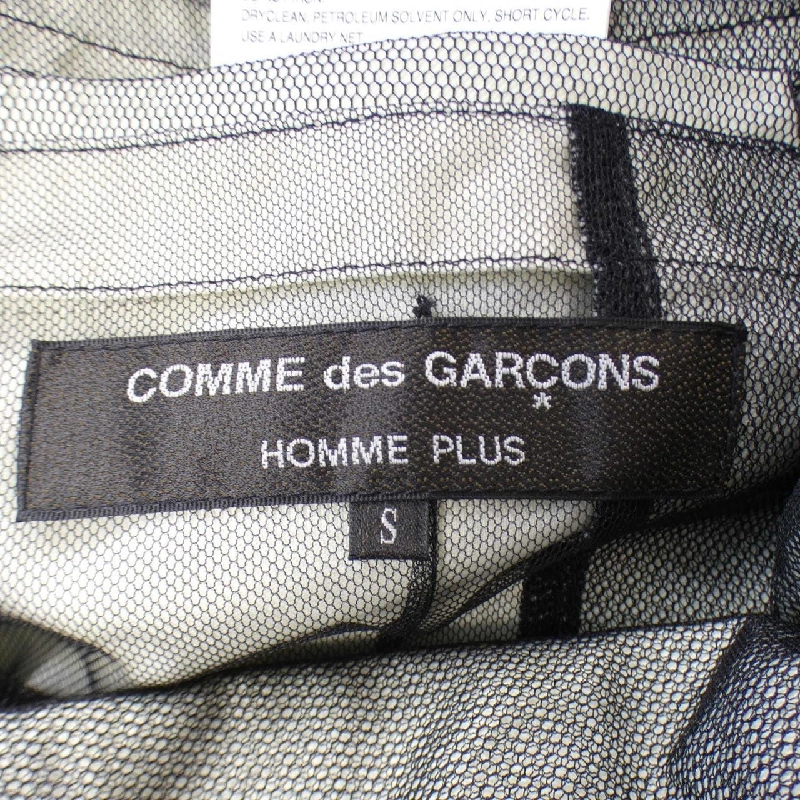 DRYCLEAN. PETROLEUM SOLVENT ONLY. SHORT CYCLE.
USE A LAUNDRY NET
COMME des GARÇONS
*
HOMME PLUS
S